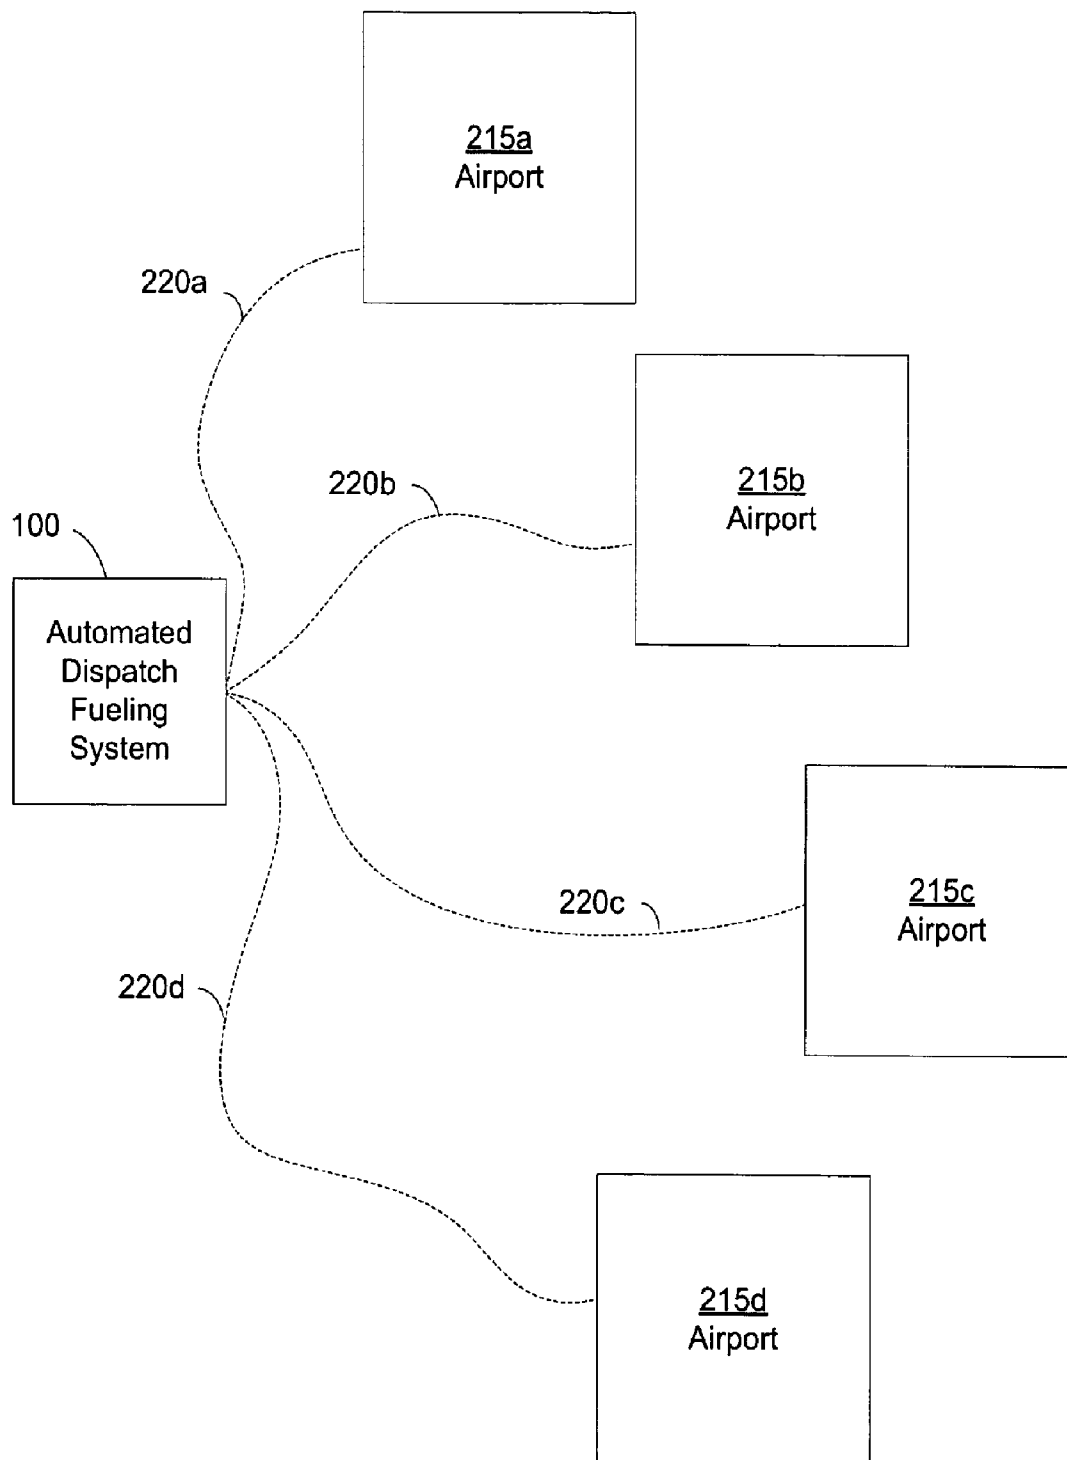 215a
Airport
220a
220b
215b
Airport
100
Automated
Dispatch
Fueling
System
220c
215c
Airport
220d
215d
Airport